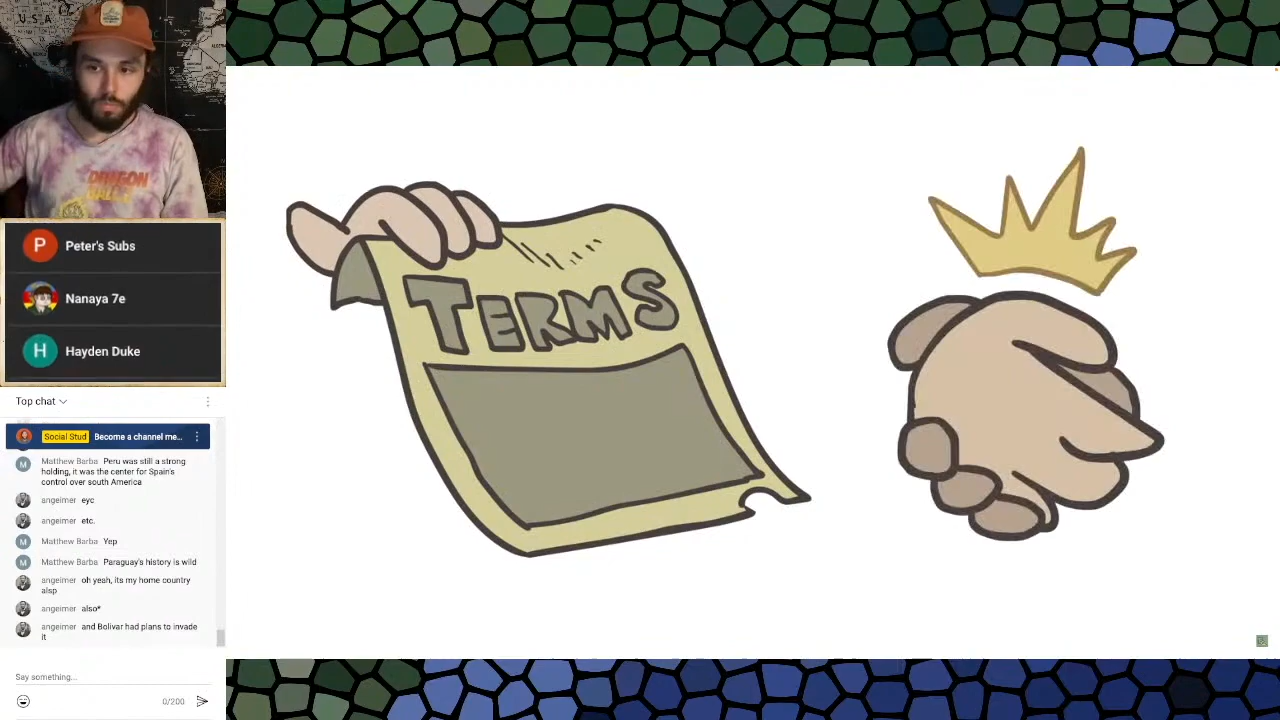 U.S.A
DRAGON
BALL
Peter's Subs
Nanaya 7e
Hayden Duke
Top chat
Social Stud Become a channel me...
Matthew Barba Peru was still a strong
holding, it was the center for Spain's
control over south America
angeimer eyc
angeimer etc.
Matthew Barba Yep
Matthew Barba Paraguay's history is wild
angeimer oh yeah, its my home country
alsp
angeimer also*
angeimer and Bolivar had plans to invade
it
Say something...
0/200
TERMS